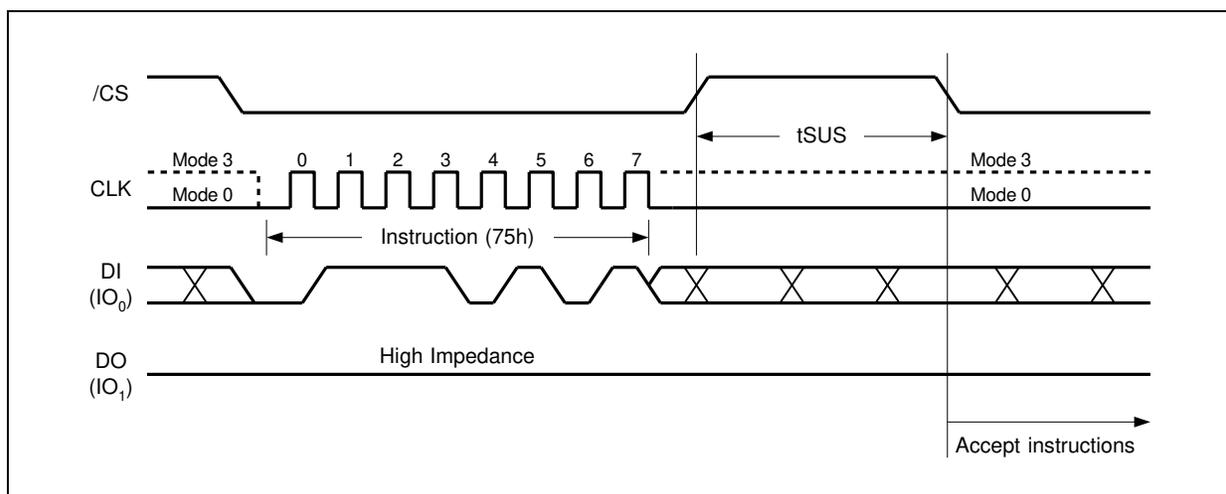 /CS
tSUS
Mode 3 0 1 2 3 4 5 6 7 Mode 3
CLK
Mode 0 Mode 0
Instruction (75h)
DI
(IO₀)
High Impedance
DO
(IO₁)
Accept instructions